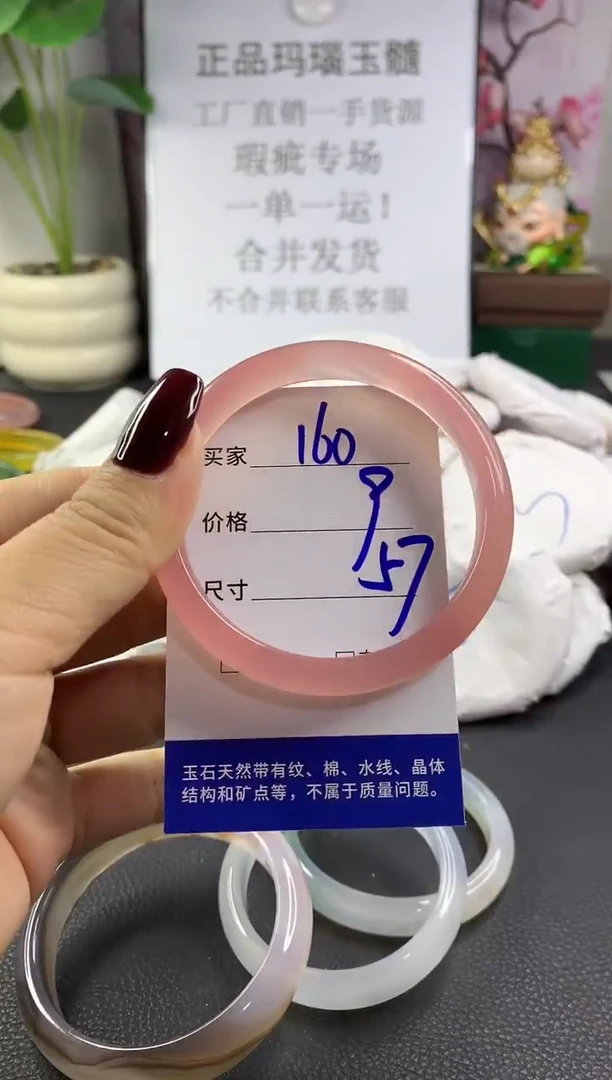 正品玛瑙玉髓
工厂直销一手货源
瑕疵专场
一单一运!
合并发货
不合并联系客服
买家 160
价格 9
尺寸 57
玉石天然带有纹、棉、水线、晶体
结构和矿点等，不属于质量问题。